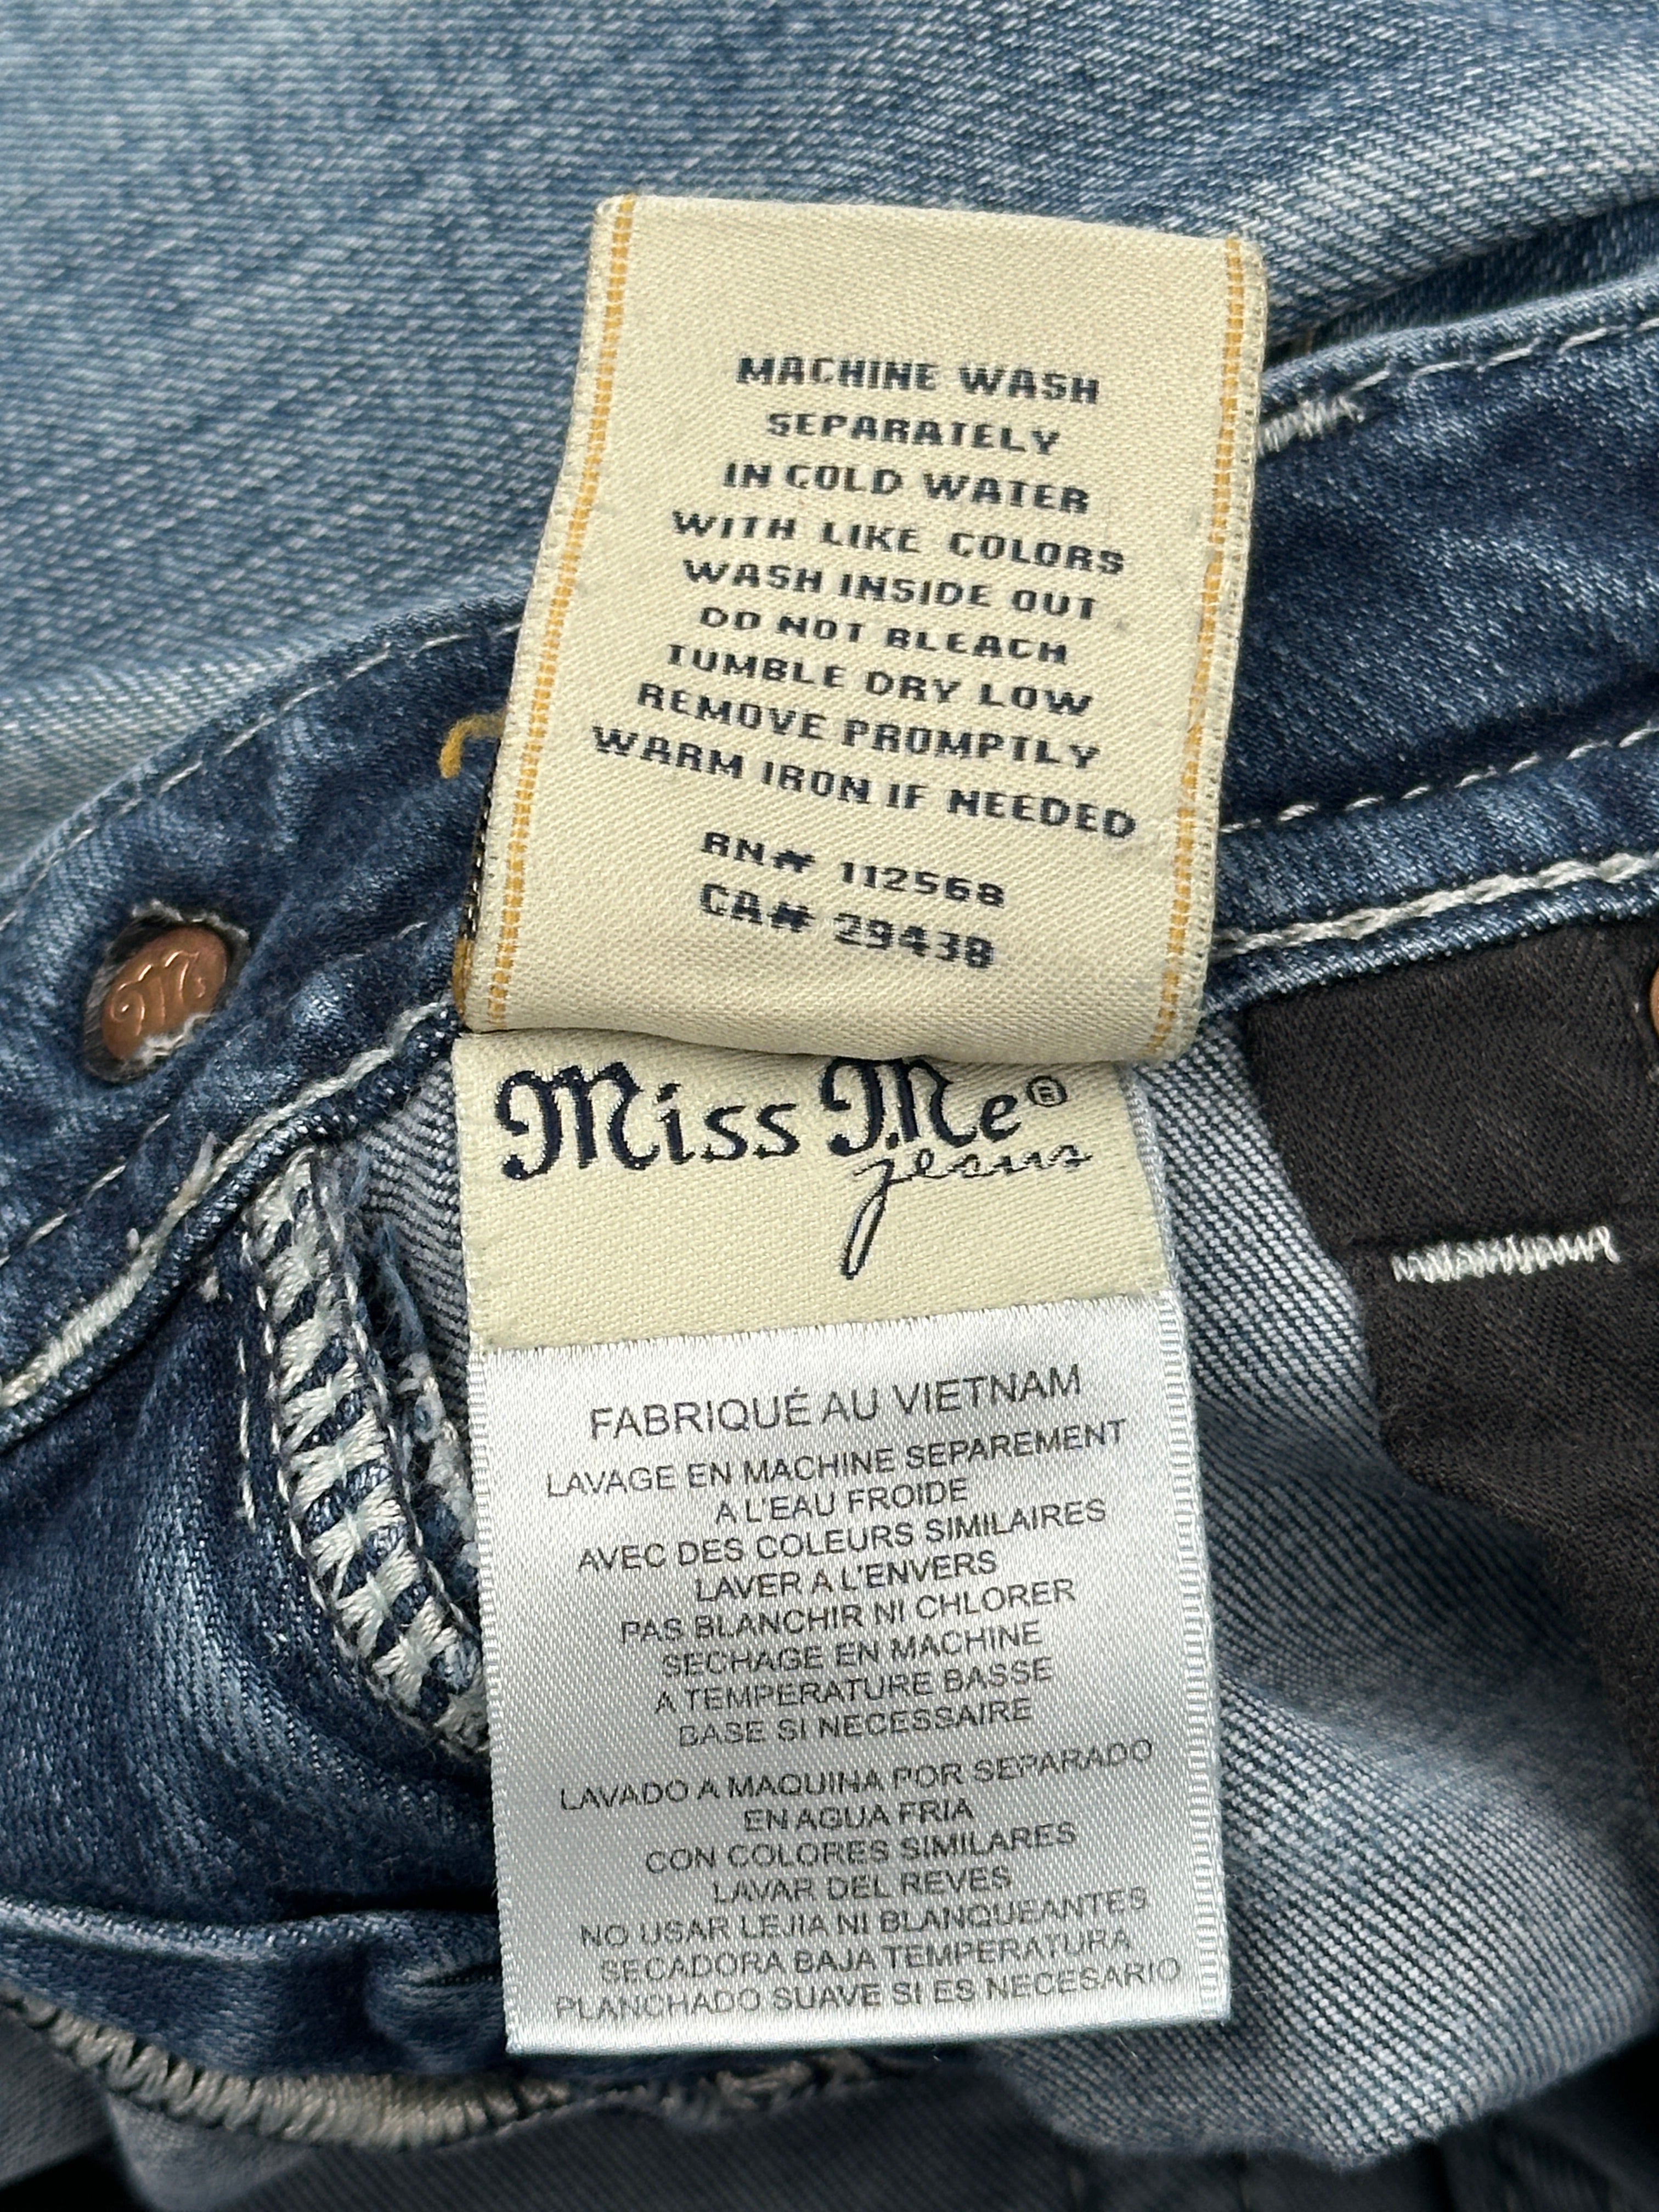 MACHINE WASH
SEPARATELY
IN COLD WATER
WITH LIKE COLORS
WASH INSIDE OUT
DO NOT BLEACH
TUMBLE DRY LOW
REMOVE PROMPTLY
WARM IRON IF NEEDED
RN# 112568
CA# 29438
M
Miss Me®
jesus
FABRIQUÉ AU VIETNAM
LAVAGE EN MACHINE SEPAREMENT
A L'EAU FROIDE
AVEC DES COLEURS SIMILAIRES
LAVER A L'ENVERS
PAS BLANCHIR NI CHLORER
SECHAGE EN MACHINE
A TEMPERATURE BASSE
BASE SI NECESSAIRE
LAVADO A MAQUINA POR SEPARADO
EN AGUA FRIA
CON COLORES SIMILARES
LAVAR DEL REVES
NO USAR LEJIA NI BLANQUEANTES
SECADORA BAJA TEMPERATURA
PLANCHADO SUAVE SI ES NECESARIO